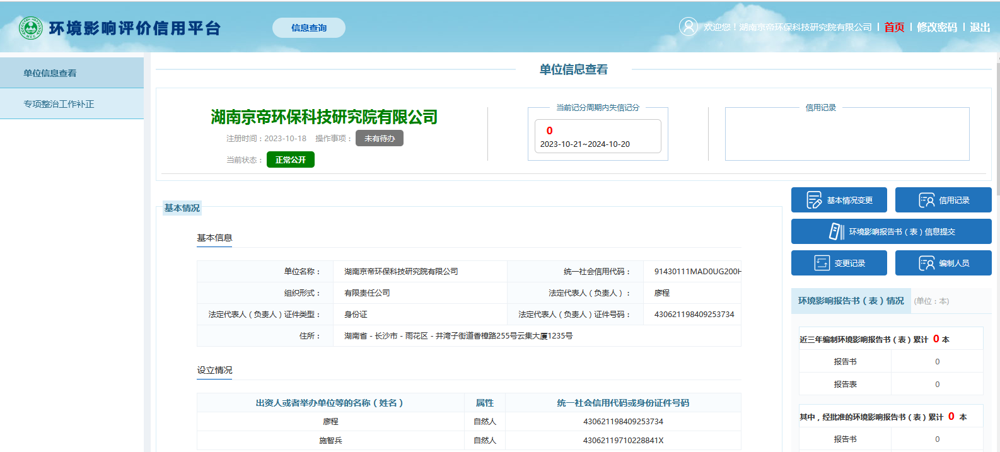 环境影响评价信用平台
信息查询
欢迎您！湖南京帝环保科技研究院有限公司 | 首页 | 修改密码 | 退出
MEE
单位信息查看
专项整治工作补正
单位信息查看
湖南京帝环保科技研究院有限公司
注册时间：2023-10-18 操作事项： 未有待办
当前状态： 正常公开
当前记分周期内失信记分
0
2023-10-21~2024-10-20
信用记录
基本情况变更
信用记录
环境影响报告书（表）信息提交
变更记录
编制人员
基本情况
基本信息
单位名称： 湖南京帝环保科技研究院有限公司 统一社会信用代码： 91430111MAD0UG200H
组织形式： 有限责任公司 法定代表人（负责人）： 廖程
法定代表人（负责人）证件类型： 身份证 法定代表人（负责人）证件号码： 430621198409253734
住所： 湖南省 - 长沙市 - 雨花区 - 井湾子街道香樟路255号云集大厦1235号
设立情况
出资人或者举办单位等的名称（姓名） 属性 统一社会信用代码或身份证件号码
廖程 自然人 430621198409253734
施智兵 自然人 43062119710228841X
环境影响报告书（表）情况 (单位：本)
近三年编制环境影响报告书（表）累计 0 本
报告书 0
报告表 0
其中，经批准的环境影响报告书（表）累计 0 本
报告书 0